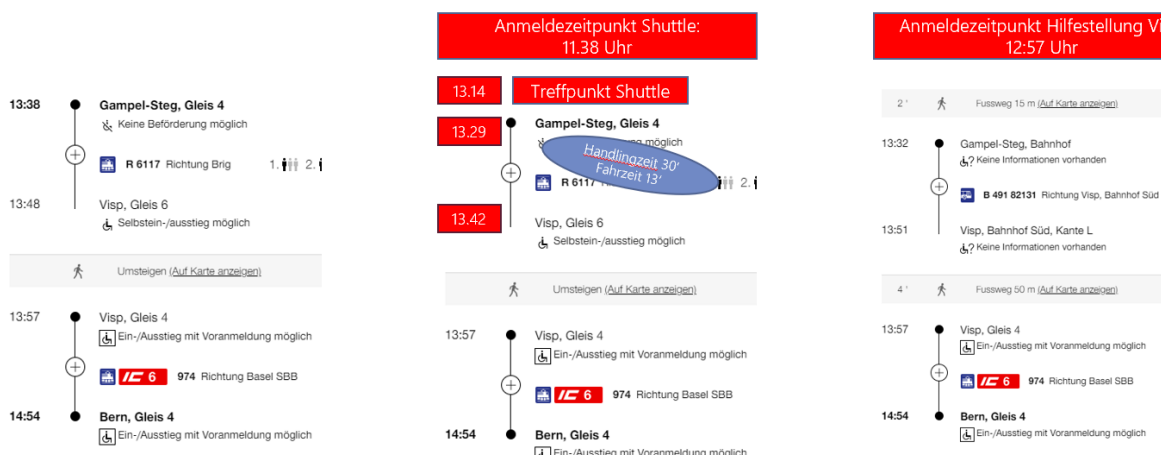 13:38 Gampel-Steg, Gleis 4
Keine Beförderung möglich
R 6117 Richtung Brig 1. 2.
13:48 Visp, Gleis 6
Selbstein-/ausstieg möglich
Umsteigen (Auf Karte anzeigen)
13:57 Visp, Gleis 4
Ein-/Ausstieg mit Voranmeldung möglich
IC 6 974 Richtung Basel SBB
14:54 Bern, Gleis 4
Ein-/Ausstieg mit Voranmeldung möglich
Anmeldezeitpunkt Shuttle:
11.38 Uhr
13.14 Treffpunkt Shuttle
13.29 Gampel-Steg, Gleis 4
möglich
Handlingzeit 30'
Fahrzeit 13'
R 6117 2.
13.42 Visp, Gleis 6
Selbstein-/ausstieg möglich
Umsteigen (Auf Karte anzeigen)
13:57 Visp, Gleis 4
Ein-/Ausstieg mit Voranmeldung möglich
IC 6 974 Richtung Basel SBB
14:54 Bern, Gleis 4
Ein-/Ausstieg mit Voranmeldung möglich
Anmeldezeitpunkt Hilfestellung Vi
12:57 Uhr
2 ' Fussweg 15 m (Auf Karte anzeigen)
13:32 Gampel-Steg, Bahnhof
? Keine Informationen vorhanden
B 491 82131 Richtung Visp, Bahnhof Süd
13:51 Visp, Bahnhof Süd, Kante L
? Keine Informationen vorhanden
4 ' Fussweg 50 m (Auf Karte anzeigen)
13:57 Visp, Gleis 4
Ein-/Ausstieg mit Voranmeldung möglich
IC 6 974 Richtung Basel SBB
14:54 Bern, Gleis 4
Ein-/Ausstieg mit Voranmeldung möglich